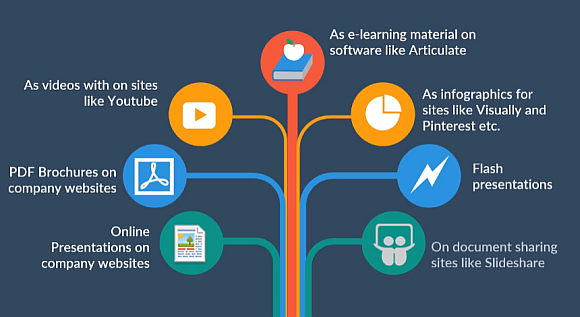 As e-learning material on
software like Articulate
As videos with on sites
like Youtube
As infographics for
sites like Visually and
Pinterest etc.
PDF Brochures on
company websites
Flash
presentations
Online
Presentations on
company websites
On document sharing
sites like Slideshare